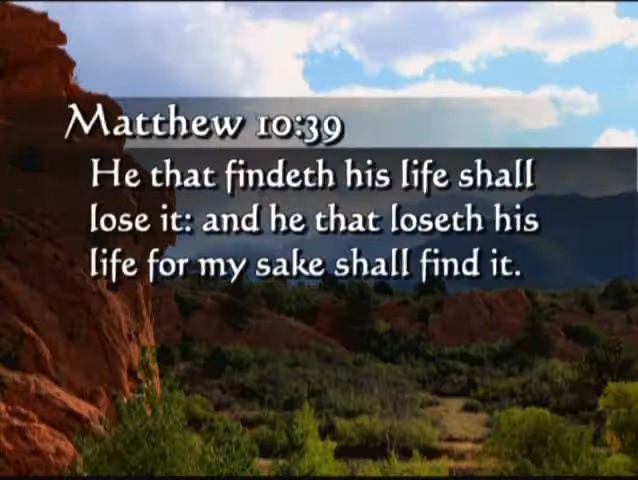 Matthew 10:39
He that findeth his life shall
lose it: and he that loseth his
life for my sake shall find it.